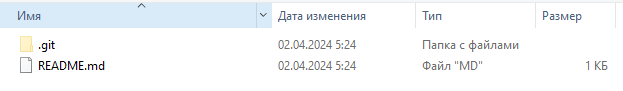 Имя Дата изменения Тип Размер
.git 02.04.2024 5:24 Папка с файлами
README.md 02.04.2024 5:24 Файл "MD" 1 КБ